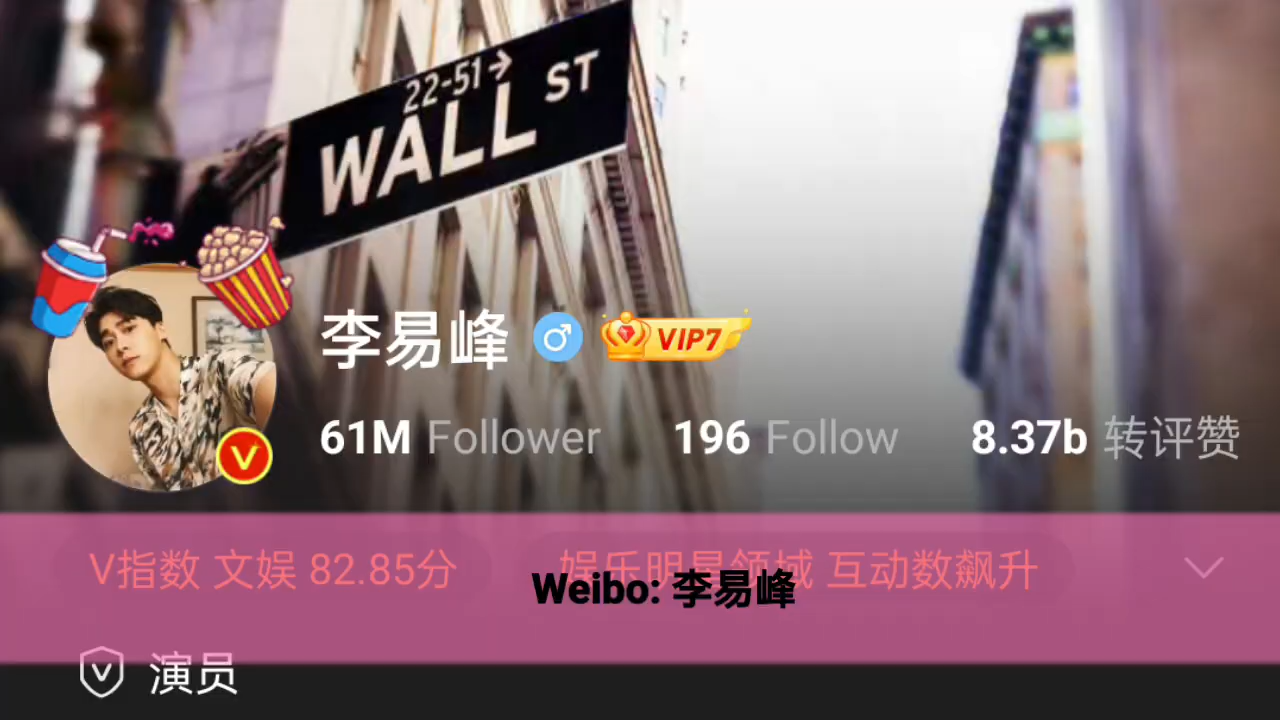 22-51→
WALL ST
李易峰 VIP7
61M Follower 196 Follow 8.37b 转评赞
V指数 文娱 82.85分 娱乐明星领域 互动数飙升
Weibo: 李易峰
演员